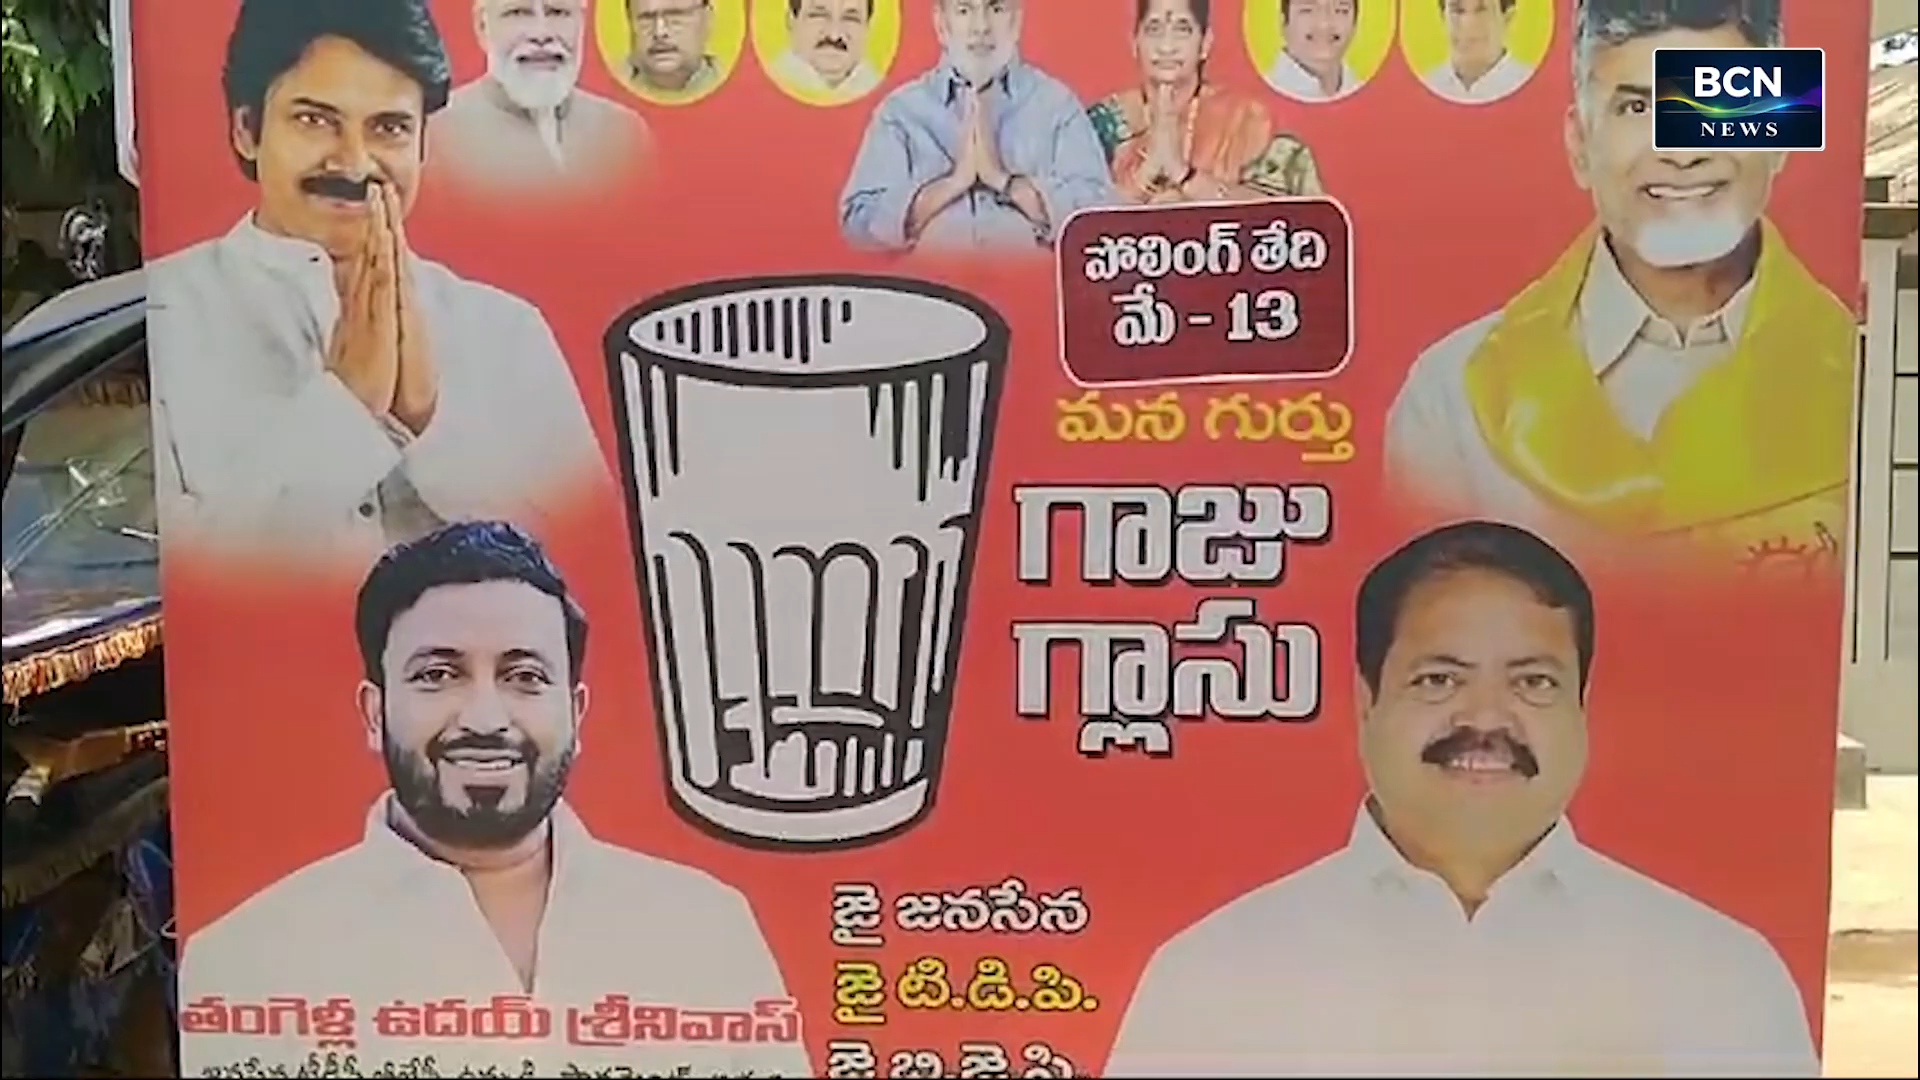 BCN
NEWS
పోలింగ్ తేది
మే - 13
మన గుర్తు
గాజు
గ్లాసు
జై జనసేన
జై టి.డి.పి.
జై బి.జె.పి.
తంగెళ్ల ఉదయ్ శ్రీనివాస్